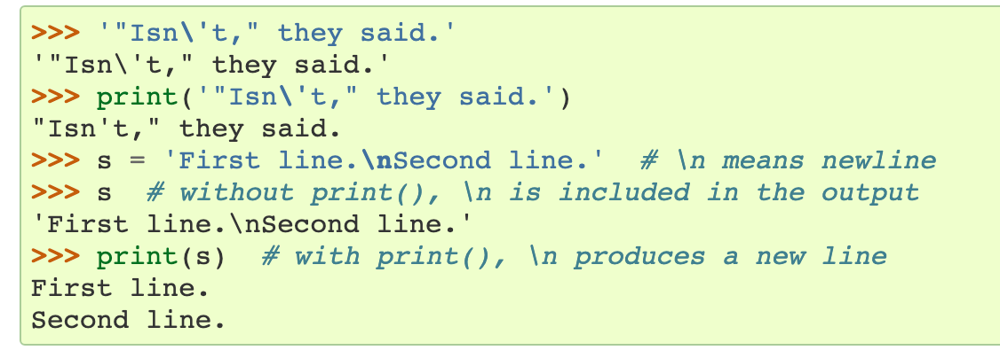 >>> '"Isn\'t," they said.'
'"Isn\'t," they said.'
>>> print('"Isn\'t," they said.')
"Isn't," they said.
>>> s = 'First line.\nSecond line.'  # \n means newline
>>> s  # without print(), \n is included in the output
'First line.\nSecond line.'
>>> print(s)  # with print(), \n produces a new line
First line.
Second line.